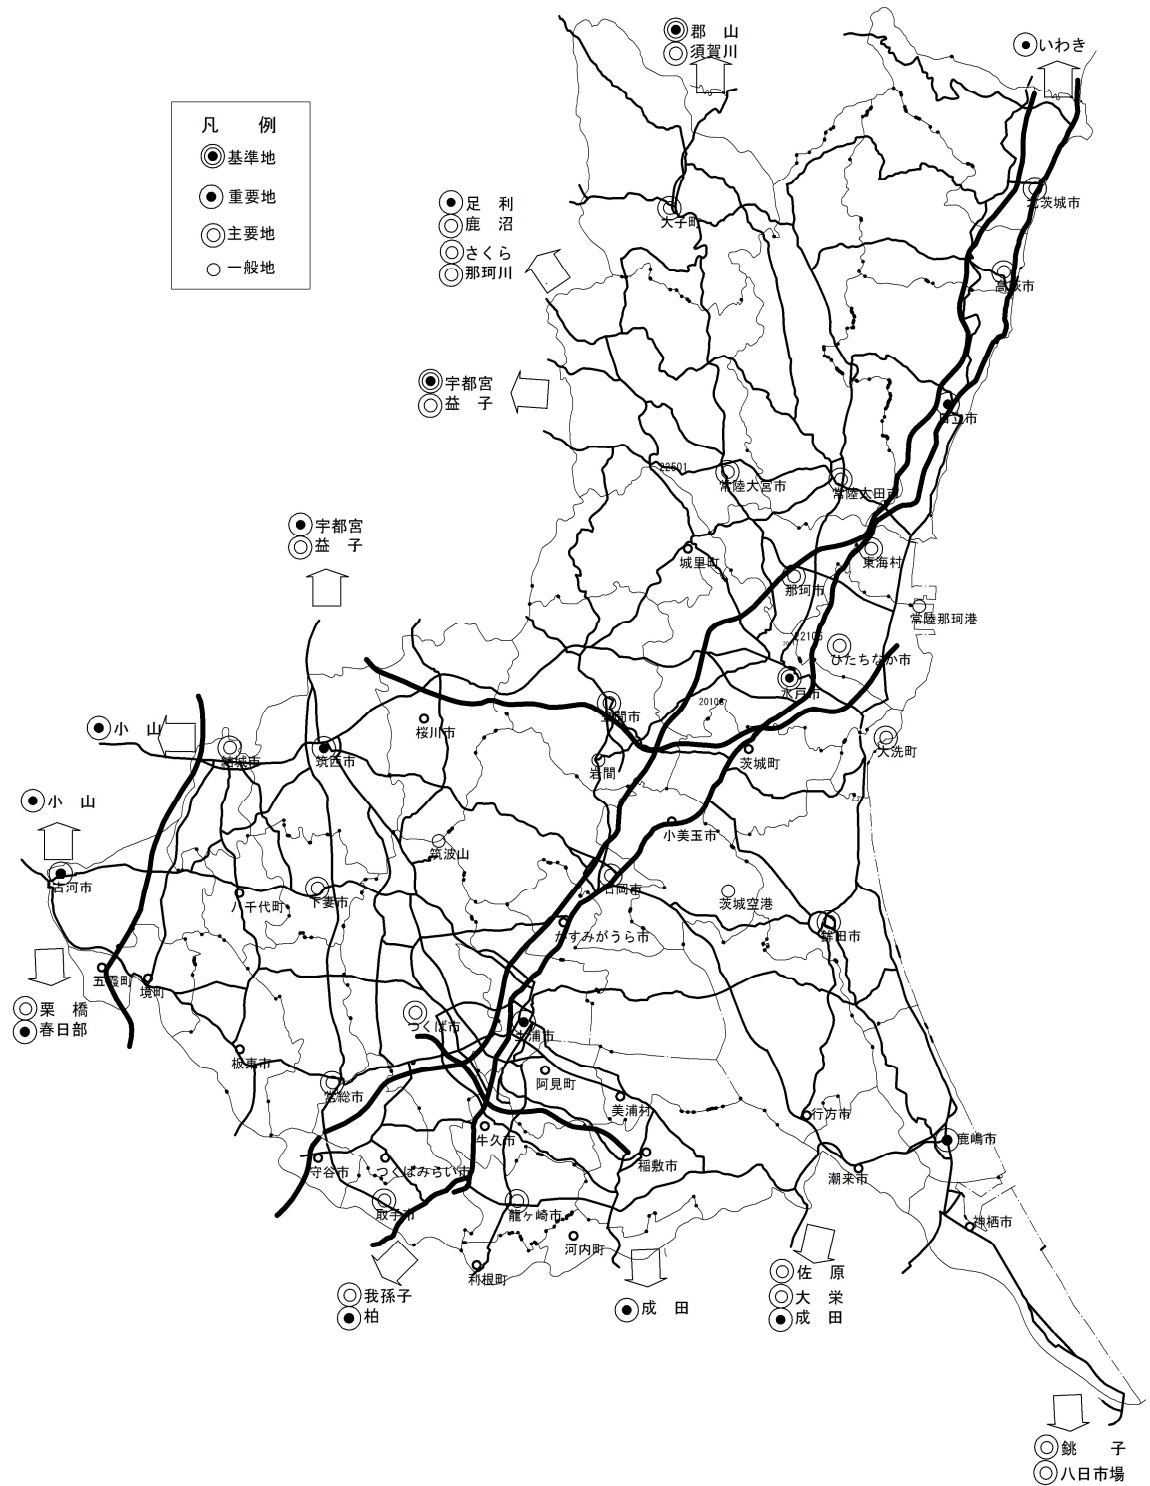 郡　山
須賀川
いわき
凡　例
基準地
重要地
主要地
一般地
足　利
鹿　沼
さくら
那珂川
大子町
北茨城市
高萩市
宇都宮
益　子
日立市
22501
常陸大宮市
常陸太田市
宇都宮
益　子
城里町
東海村
那珂市
常陸那珂港
22106
ひたちなか市
水戸市
20106
笠間市
桜川市
小　山
結城市
筑西市
岩間
茨城町
大洗町
小　山
小美玉市
筑波山
古河市
八千代町
下妻市
石岡市
茨城空港
かすみがうら市
鉾田市
五霞町
境町
栗　橋
春日部
つくば市
土浦市
坂東市
阿見町
常総市
美浦村
行方市
牛久市
鹿嶋市
守谷市
つくばみらい市
稲敷市
潮来市
取手市
龍ヶ崎市
神栖市
河内町
利根町
我孫子
柏
成　田
佐　原
大　栄
成　田
銚　子
八日市場